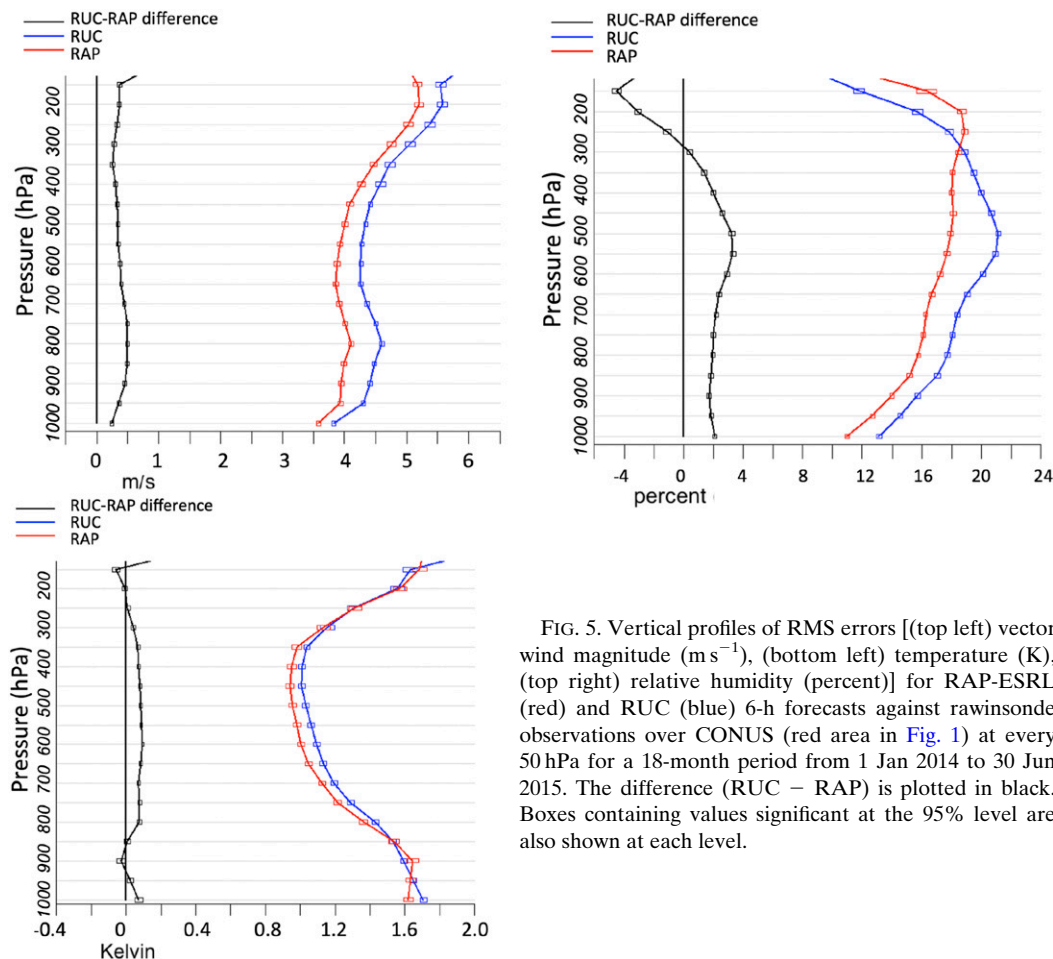 RUC-RAP difference
RUC
RAP
Pressure (hPa)
200
300
400
500
600
700
800
900
1000
0 1 2 3 4 5 6
m/s
RUC-RAP difference
RUC
RAP
Pressure (hPa)
200
300
400
500
600
700
800
900
1000
-4 0 4 8 12 16 20 24
percent (
RUC-RAP difference
RUC
RAP
Pressure (hPa)
200
300
400
500
600
700
800
900
1000
-0.4 0 0.4 0.8 1.2 1.6 2.0
Kelvin
FIG. 5. Vertical profiles of RMS errors [(top left) vector
wind magnitude (m s⁻¹), (bottom left) temperature (K),
(top right) relative humidity (percent)] for RAP-ESRL
(red) and RUC (blue) 6-h forecasts against rawinsonde
observations over CONUS (red area in Fig. 1) at every
50 hPa for a 18-month period from 1 Jan 2014 to 30 Jun
2015. The difference (RUC − RAP) is plotted in black.
Boxes containing values significant at the 95% level are
also shown at each level.